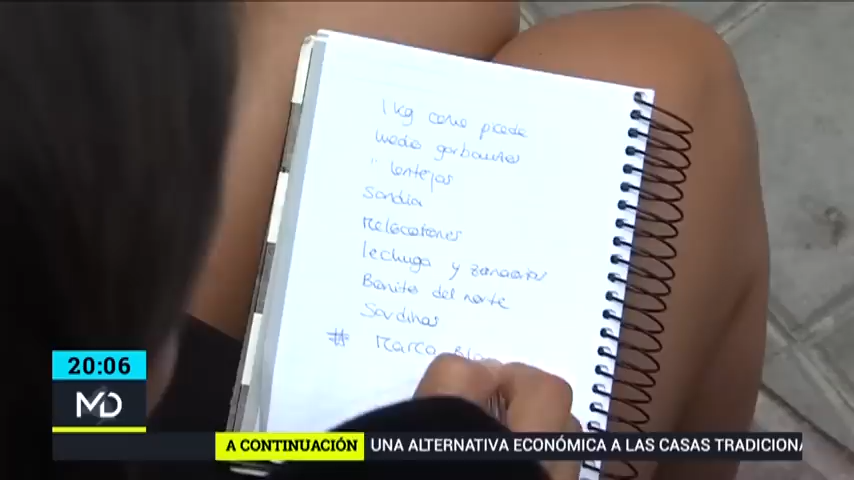 1 kg carne picada
medio garbanzos
" lentejas
Sandía
Melocotones
lechuga y zanahorias
Bonito del norte
Sardinas
# Marco
20:06
MD
A CONTINUACIÓN UNA ALTERNATIVA ECONÓMICA A LAS CASAS